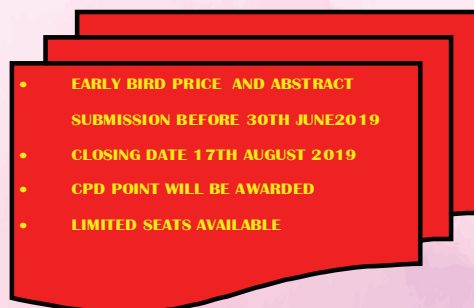 • EARLY BIRD PRICE AND ABSTRACT
SUBMISSION BEFORE 30TH JUNE2019
• CLOSING DATE 17TH AUGUST 2019
• CPD POINT WILL BE AWARDED
• LIMITED SEATS AVAILABLE